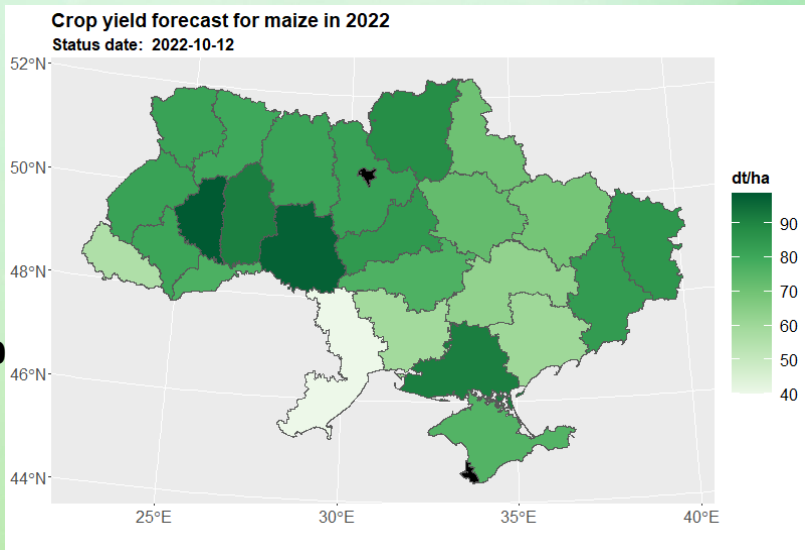 Crop yield forecast for maize in 2022
Status date: 2022-10-12
52°N
50°N
48°N
46°N
44°N
25°E
30°E
35°E
40°E
dt/ha
90
80
70
60
50
40